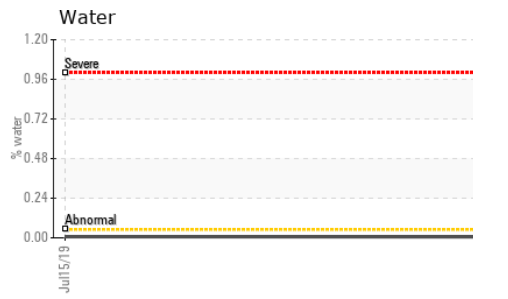 Water
1.20
Severe
0.96
0.72
% water
0.48
0.24
Abnormal
0.00
Jul15/19